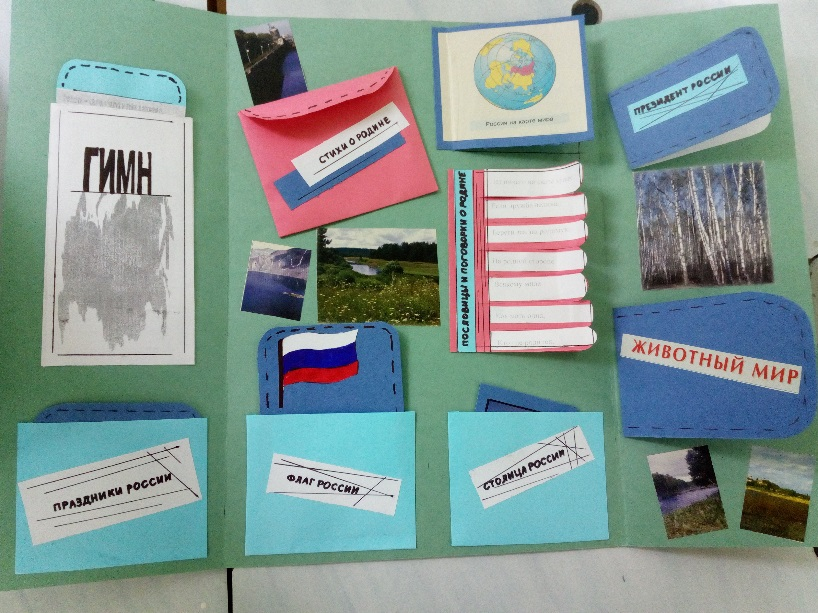 ГИМН
СТИХИ О РОДИНЕ
Россия на карте мира
ПРЕЗИДЕНТ РОССИИ
ПОСЛОВИЦЫ И ПОГОВОРКИ О РОДИНЕ
ЖИВОТНЫЙ МИР
ПРАЗДНИКИ РОССИИ
ФЛАГ РОССИИ
СТОЛИЦА РОССИИ